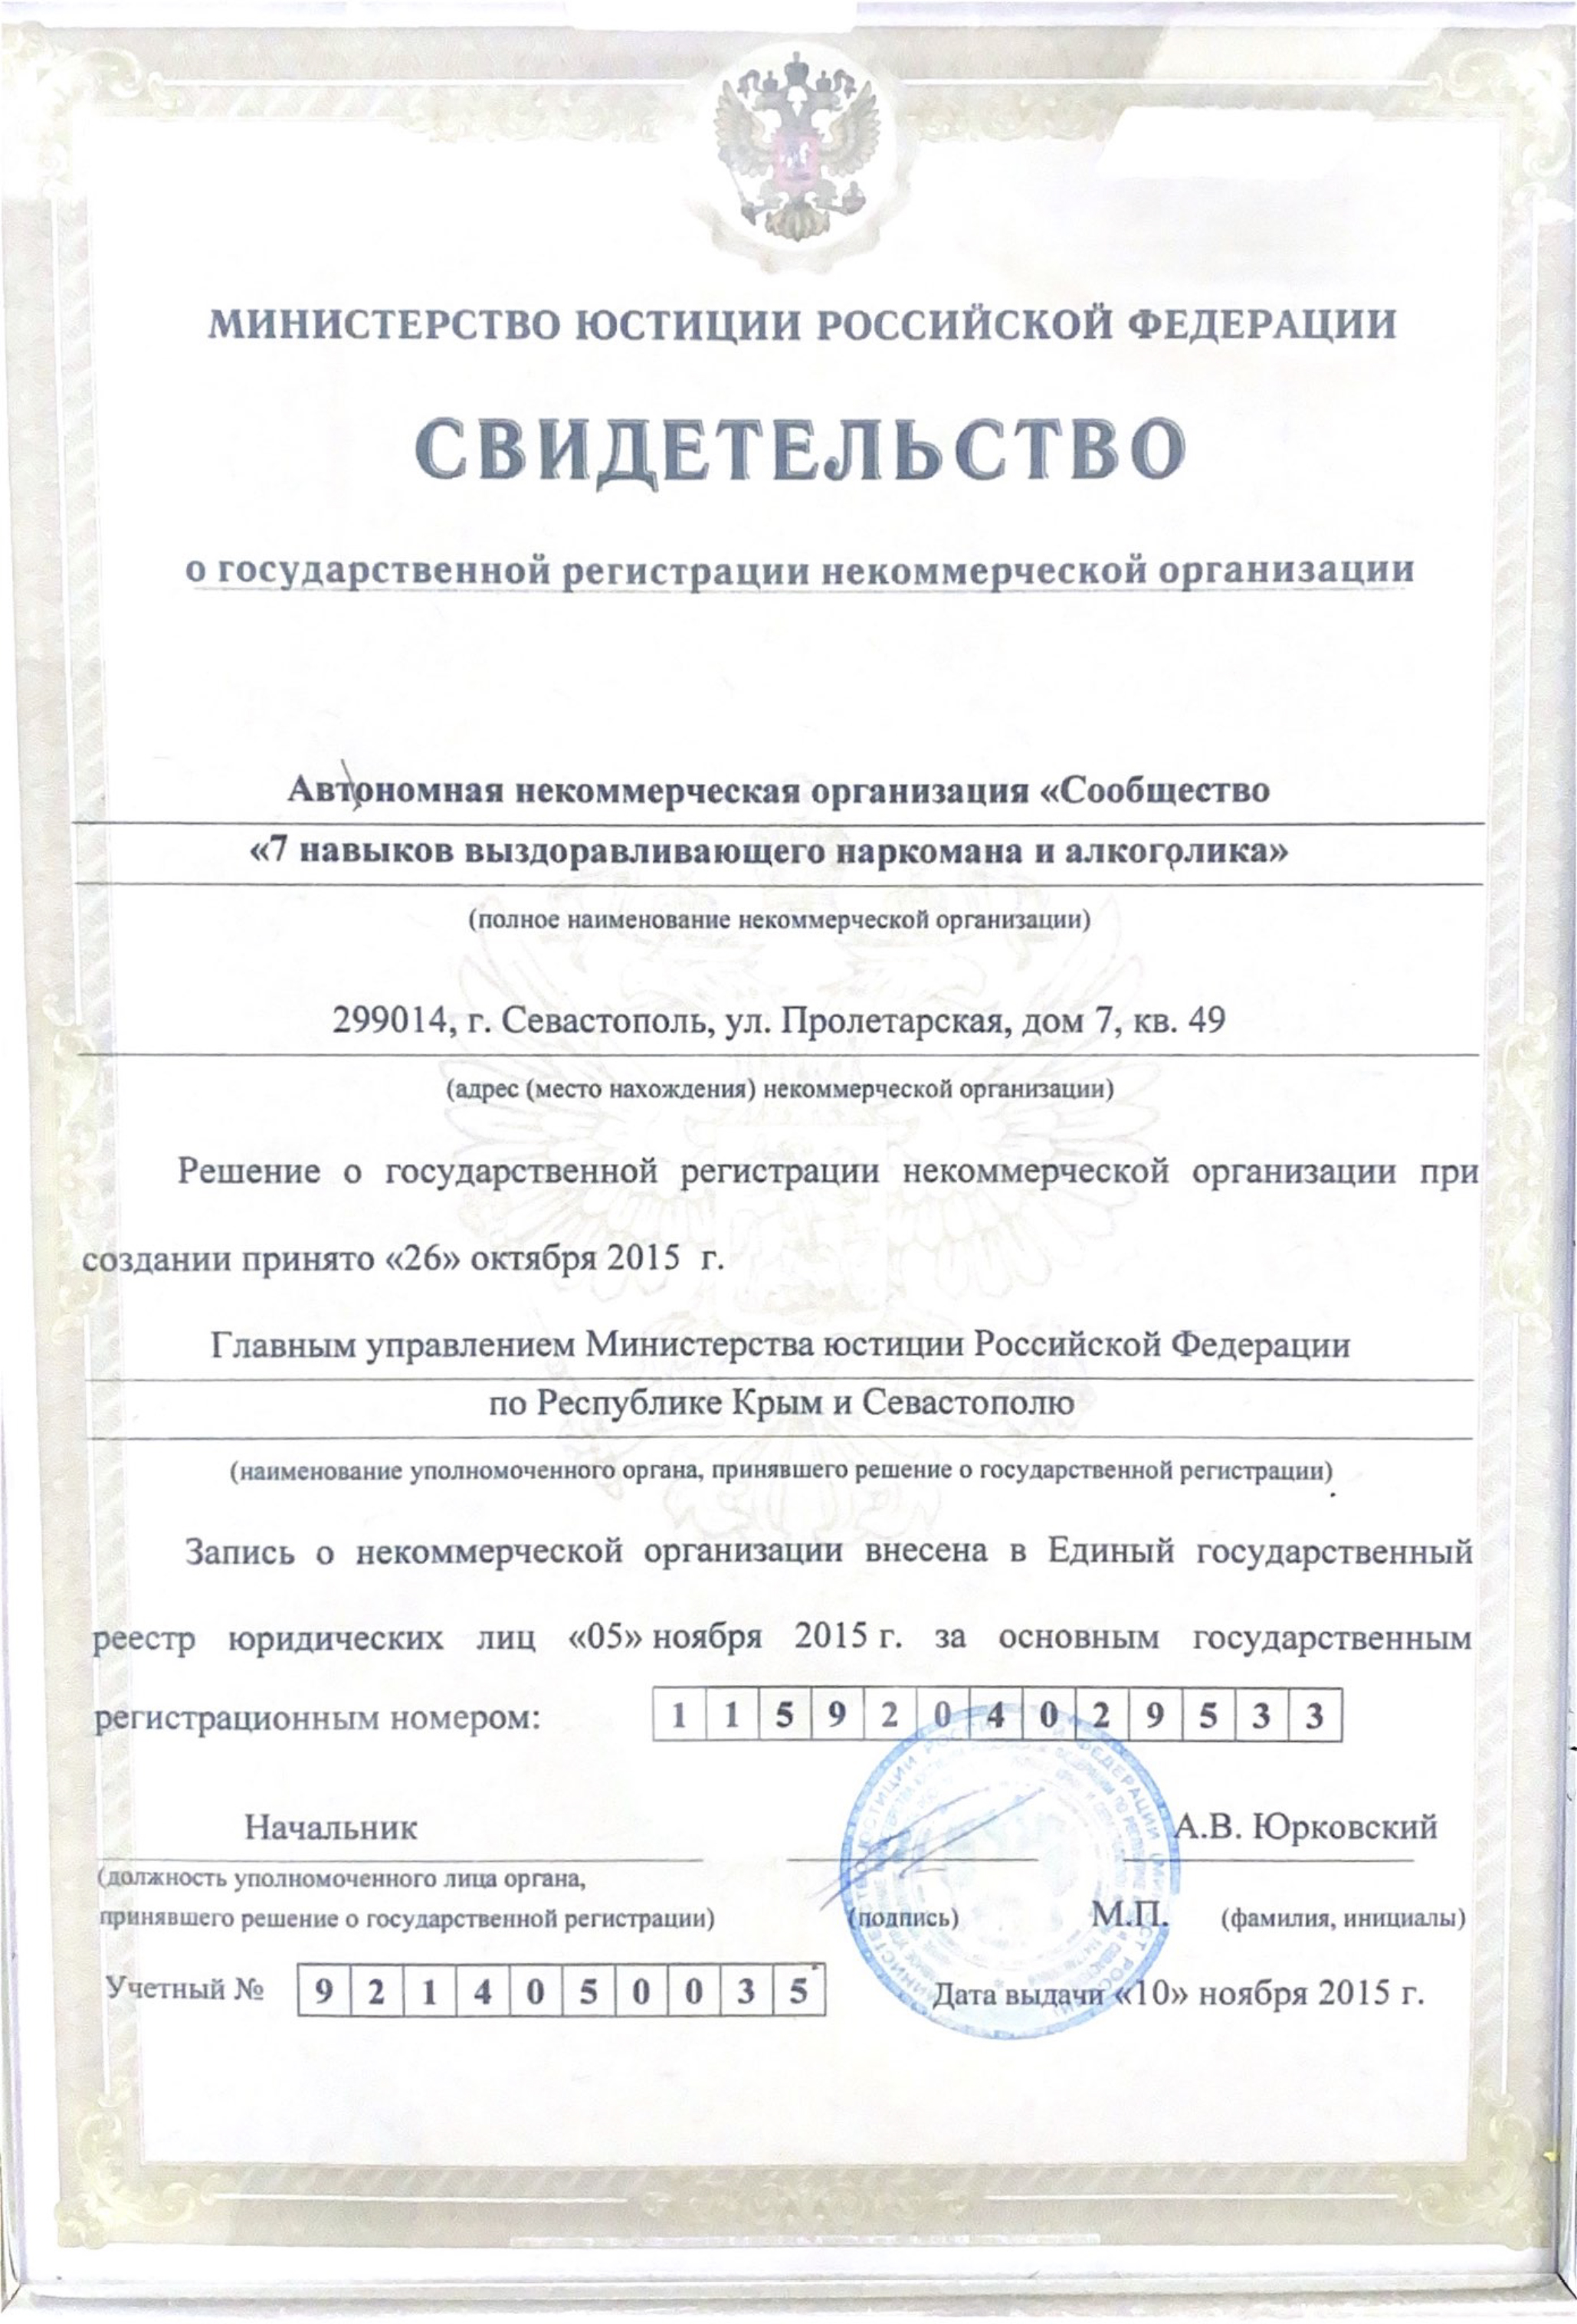 МИНИСТЕРСТВО ЮСТИЦИИ РОССИЙСКОЙ ФЕДЕРАЦИИ
СВИДЕТЕЛЬСТВО
о государственной регистрации некоммерческой организации
Автономная некоммерческая организация «Сообщество
«7 навыков выздоравливающего наркомана и алкоголика»
(полное наименование некоммерческой организации)
299014, г. Севастополь, ул. Пролетарская, дом 7, кв. 49
(адрес (место нахождения) некоммерческой организации)
Решение о государственной регистрации некоммерческой организации при
создании принято «26» октября 2015 г.
Главным управлением Министерства юстиции Российской Федерации
по Республике Крым и Севастополю
(наименование уполномоченного органа, принявшего решение о государственной регистрации)
Запись о некоммерческой организации внесена в Единый государственный
реестр юридических лиц «05» ноября 2015 г. за основным государственным
регистрационным номером: 1 1 5 9 2 0 4 0 2 9 5 3 3
Начальник А.В. Юрковский
(должность уполномоченного лица органа,
принявшего решение о государственной регистрации) (подпись) М.П. (фамилия, инициалы)
Учетный № 9 2 1 4 0 5 0 0 3 5 Дата выдачи «10» ноября 2015 г.